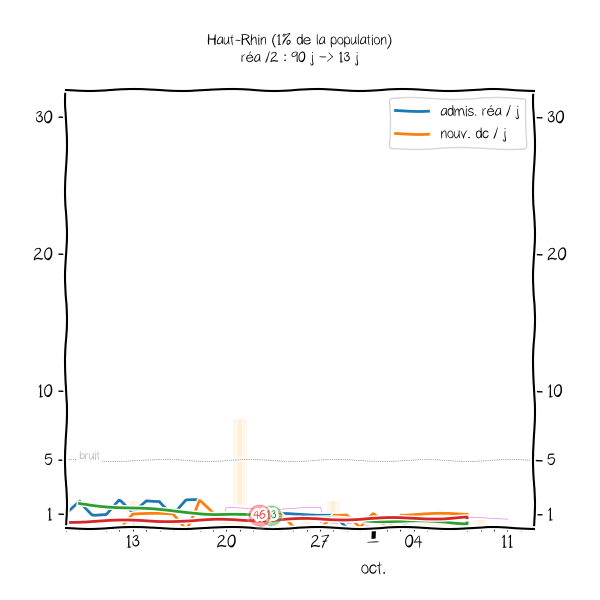 Haut-Rhin (1% de la population)
réa /2 : 90 j -> 13 j
admis. réa / j
nouv. dc / j
30
30
20
20
10
10
5
bruit
5
1
46
1
13
20
27
04
11
oct.